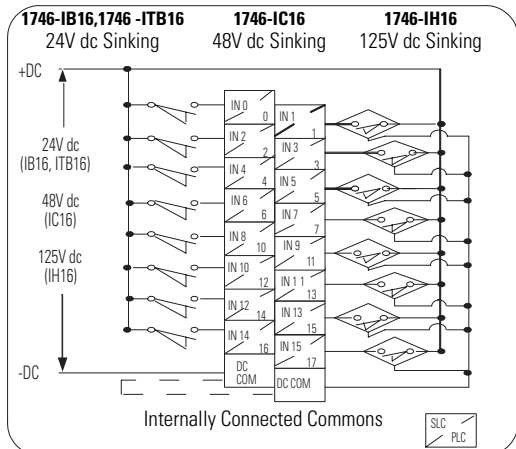 1746-IB16,1746 -ITB16 1746-IC16 1746-IH16
24V dc Sinking 48V dc Sinking 125V dc Sinking
+DC
24V dc
(IB16, ITB16)
48V dc
(IC16)
125V dc
(IH16)
-DC
IN 0
0
IN 1
1
IN 2
2
IN 3
3
IN 4
4
IN 5
5
IN 6
6
IN 7
7
IN 8
10
IN 9
11
IN 10
12
IN 1 1
13
IN 12
14
IN 13
15
IN 14
16
IN 15
17
DC
COM
DC COM
Internally Connected Commons
SLC
PLC